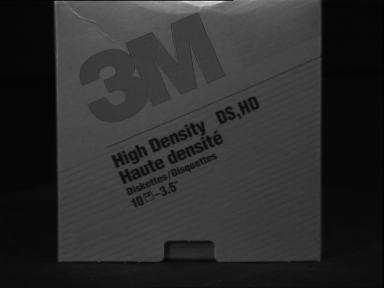 3M
High Density DS,HD
Haute densité
Diskettes/Disquettes
10 -3.5"